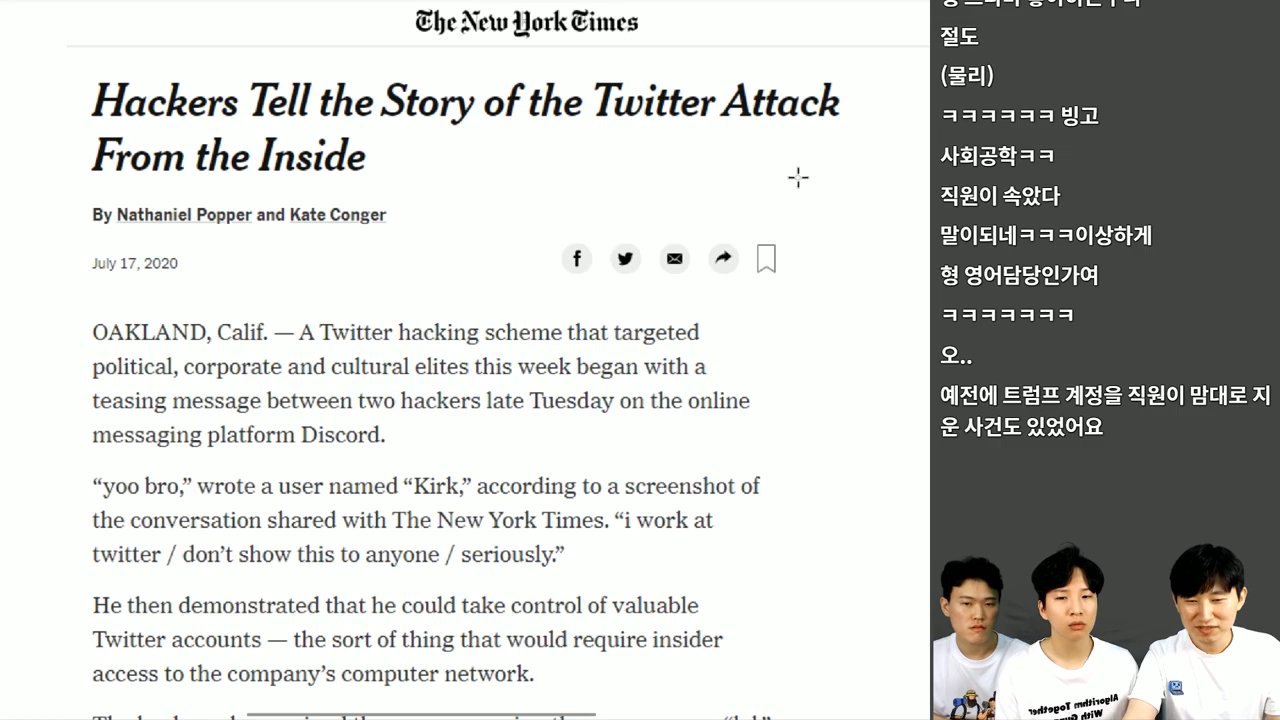 The New York Times
Hackers Tell the Story of the Twitter Attack
From the Inside
By Nathaniel Popper and Kate Conger
July 17, 2020
OAKLAND, Calif. — A Twitter hacking scheme that targeted
political, corporate and cultural elites this week began with a
teasing message between two hackers late Tuesday on the online
messaging platform Discord.
“yoo bro,” wrote a user named “Kirk,” according to a screenshot of
the conversation shared with The New York Times. “i work at
twitter / don’t show this to anyone / seriously.”
He then demonstrated that he could take control of valuable
Twitter accounts — the sort of thing that would require insider
access to the company’s computer network.
절도
(물리)
ㅋㅋㅋㅋㅋㅋ 빙고
사회공학ㅋㅋ
직원이 속았다
말이되네ㅋㅋㅋ이상하게
형 영어담당인가여
ㅋㅋㅋㅋㅋㅋㅋ
오..
예전에 트럼프 계정을 직원이 맘대로 지
운 사건도 있었어요
Algorithm Together
With